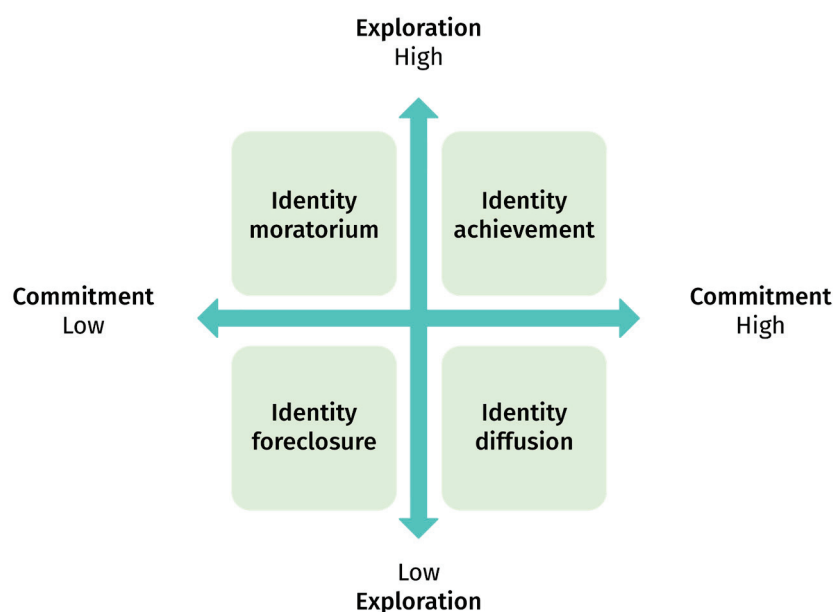 Exploration
High
Identity
moratorium
Identity
achievement
Commitment
Low
Commitment
High
Identity
foreclosure
Identity
diffusion
Low
Exploration